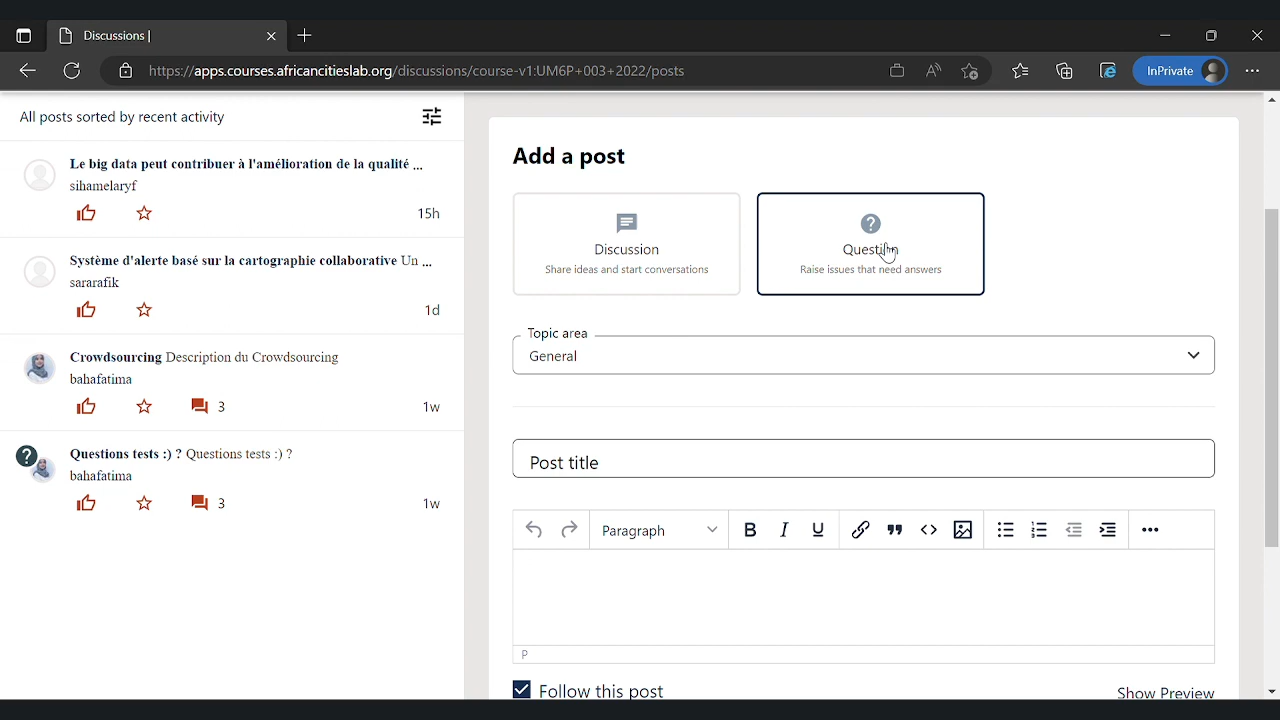 Discussions |
https://apps.courses.africancitieslab.org/discussions/course-v1:UM6P+003+2022/posts
InPrivate
All posts sorted by recent activity
Le big data peut contribuer à l'amélioration de la qualité ...
sihamelaryf
15h
Système d'alerte basé sur la cartographie collaborative Un ...
sararafik
1d
Crowdsourcing Description du Crowdsourcing
bahafatima
3
1w
Questions tests :) ? Questions tests :) ?
bahafatima
3
1w
Add a post
Discussion
Share ideas and start conversations
Question
Raise issues that need answers
Topic area
General
Post title
Paragraph
B I U
P
Follow this post
Show Preview